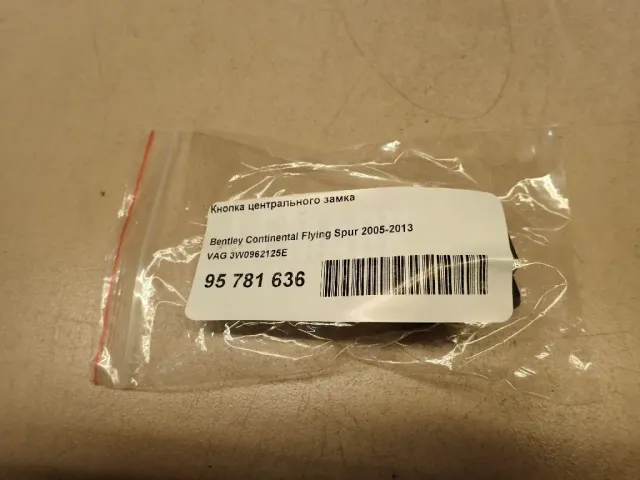 Кнопка центрального замка
Bentley Continental Flying Spur 2005-2013
VAG 3W0962125E
95 781 636